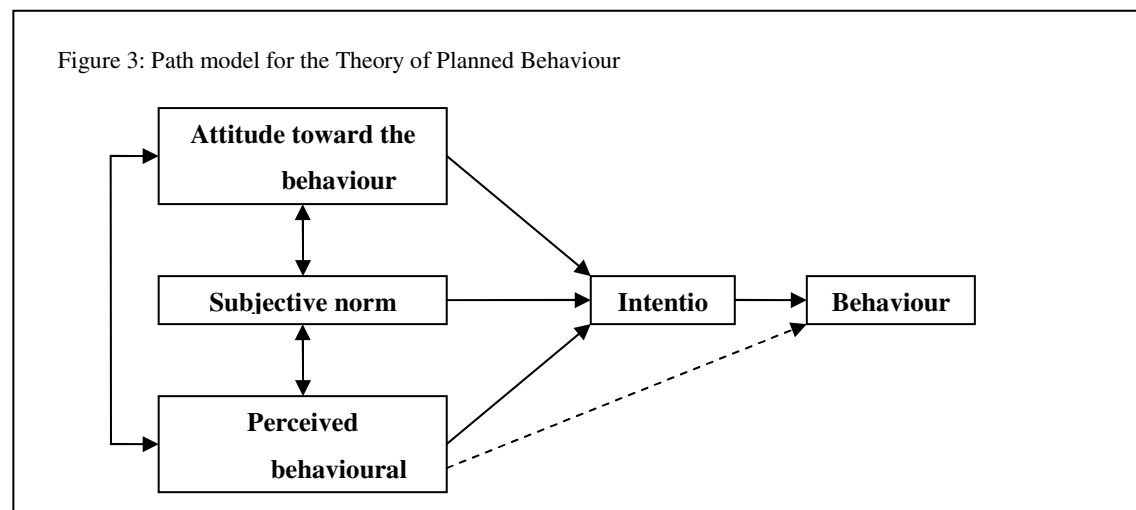 Figure 3: Path model for the Theory of Planned Behaviour
Attitude toward the
behaviour
Subjective norm
Intentio
Behaviour
Perceived
behavioural